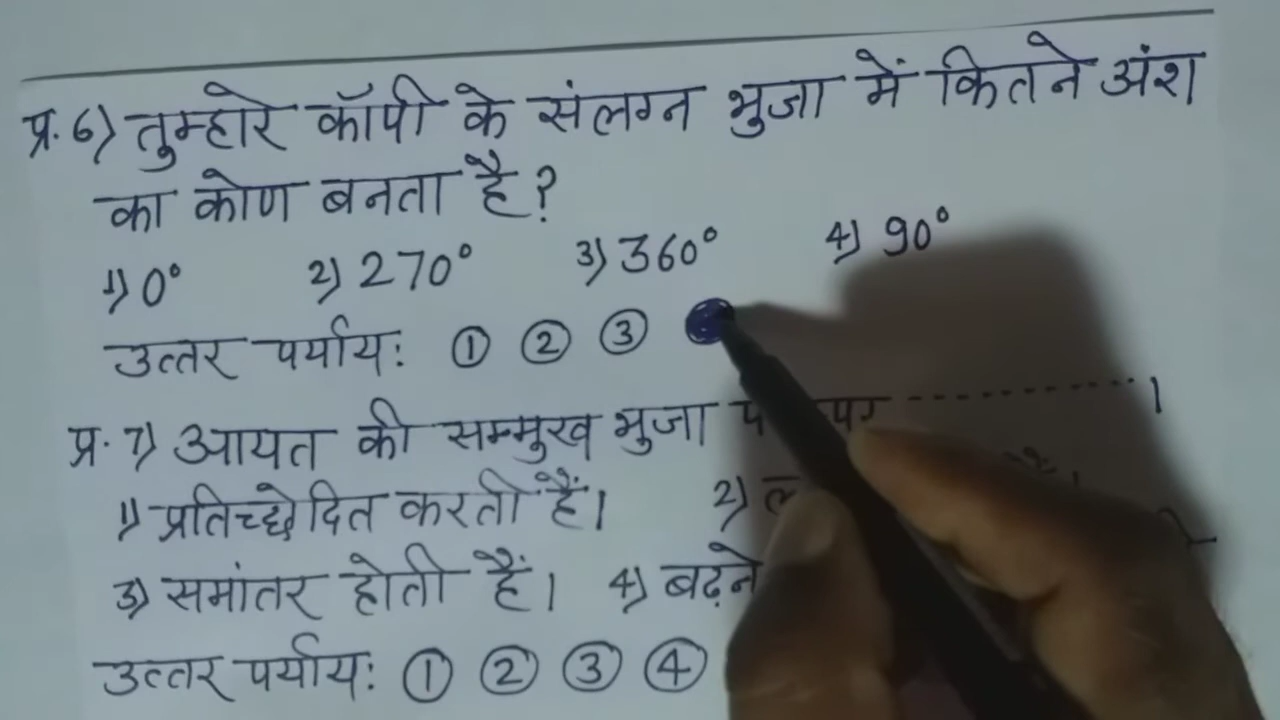 प्र. 6) तुम्हारे कॉपी के संलग्न भुजा में कितने अंश
का कोण बनता है?
1) 0° 2) 270° 3) 360° 4) 90°
उत्तर पर्याय: ① ② ③
प्र. 7) आयत की सम्मुख भुजा ----------।
1) प्रतिच्छेदित करती हैं। 2)
3) समांतर होती हैं। 4) बढ़ने
उत्तर पर्याय: ① ② ③ ④